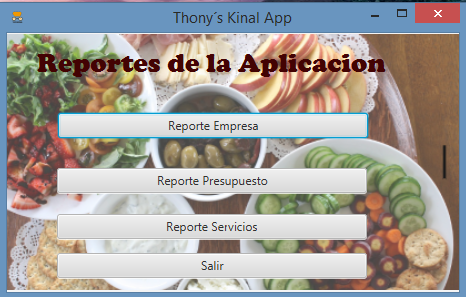 Thony´s Kinal App
Reportes de la Aplicacion
Reporte Empresa
Reporte Presupuesto
Reporte Servicios
Salir